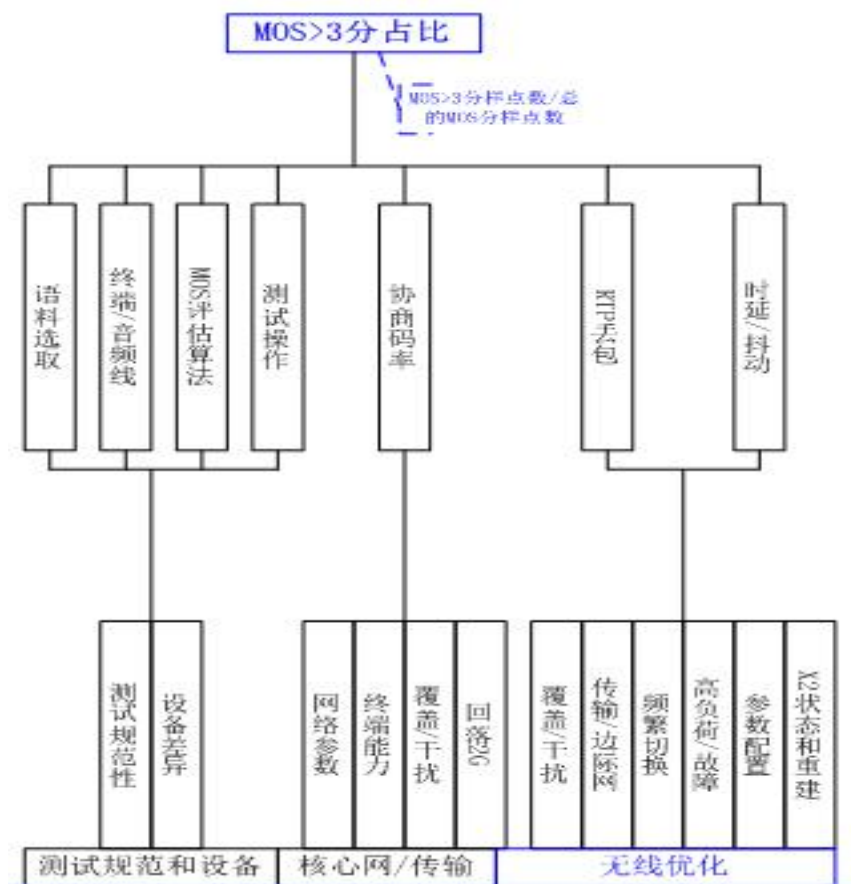 MOS>3分占比
MOS>3分样点数/总
的MOS分样点数
语料选取
终端/音频线
MOS评估算法
测试操作
协商码率
RTP丢包
时延/抖动
测试规范性
设备差异
网络参数
终端能力
覆盖/干扰
回落2G
覆盖/干扰
传输/边际网
频繁切换
高负荷/故障
参数配置
X2状态和重建
测试规范和设备
核心网/传输
无线优化